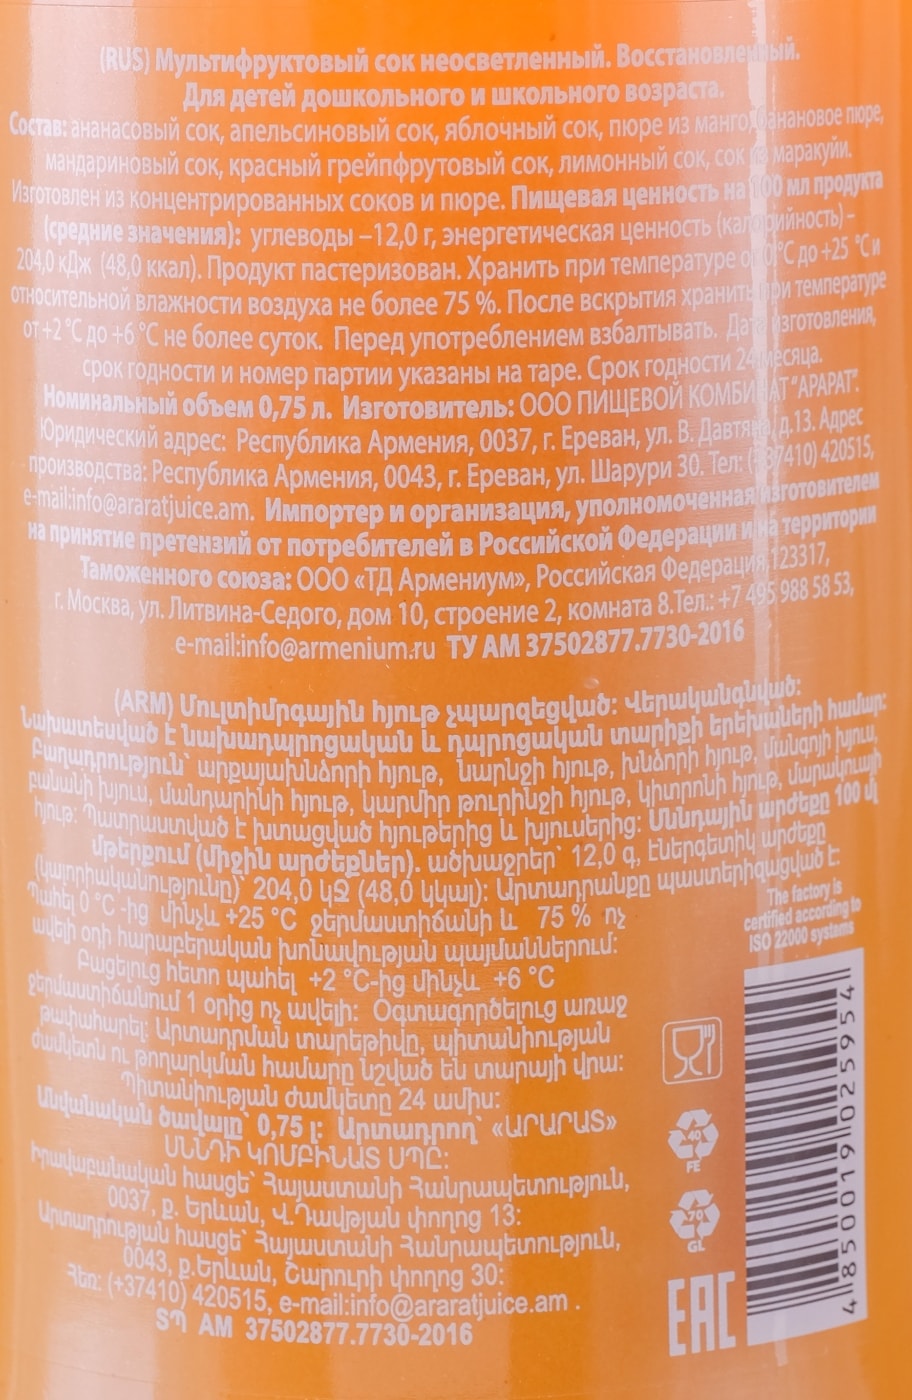 (RUS) Мультифруктовый сок неосветленный. Восстановленный.
Для детей дошкольного и школьного возраста.
Состав: ананасовый сок, апельсиновый сок, яблочный сок, пюре из манго, банановое пюре,
мандариновый сок, красный грейпфрутовый сок, лимонный сок, сок из маракуйи.
Изготовлен из концентрированных соков и пюре. Пищевая ценность на 100 мл продукта
(средние значения): углеводы –12,0 г, энергетическая ценность (калорийность) –
204,0 кДж (48,0 ккал). Продукт пастеризован. Хранить при температуре от 0°С до +25 °С и
относительной влажности воздуха не более 75 %. После вскрытия хранить при температуре
от +2 °С до +6 °С не более суток. Перед употреблением взбалтывать. Дата изготовления,
срок годности и номер партии указаны на таре. Срок годности 24 месяца.
Номинальный объем 0,75 л. Изготовитель: ООО ПИЩЕВОЙ КОМБИНАТ "АРАРАТ".
Юридический адрес: Республика Армения, 0037, г. Ереван, ул. В. Давтяна, д.13. Адрес
производства: Республика Армения, 0043, г. Ереван, ул. Шарури 30. Тел: (+37410) 420515,
e-mail:info@araratjuice.am. Импортер и организация, уполномоченная изготовителем
на принятие претензий от потребителей в Российской Федерации и на территории
Таможенного союза: ООО «ТД Армениум», Российская Федерация,123317,
г. Москва, ул. Литвина-Седого, дом 10, строение 2, комната 8.Тел.: +7 495 988 58 53,
e-mail:info@armenium.ru ТУ АМ 37502877.7730-2016
(ARM) Մուլտիմրգային հյութ չպարզեցված: Վերականգնված:
Նախատեսված է նախադպրոցական և դպրոցական տարիքի երեխաների համար:
Բաղադրություն՝ արքայախնձորի հյութ, նարնջի հյութ, խնձորի հյութ, մանգոյի խյուս,
բանանի խյուս, մանդարինի հյութ, կարմիր թուրինջի հյութ, կիտրոնի հյութ, մարակույայի
հյութ: Պատրաստված է խտացված հյութերից և խյուսերից: Սննդային արժեքը 100 մլ
մթերքում (միջին արժեքներ). ածխաջրեր՝ 12,0 գ, էներգետիկ արժեքը
(կալորիականությունը)՝ 204,0 կՋ (48,0 կկալ): Արտադրանքը պաստերիզացված է:
Պահել 0 °C -ից մինչև +25 °C ջերմաստիճանի և 75 % ոչ
ավելի օդի հարաբերական խոնավության պայմաններում:
Բացելուց հետո պահել +2 °C-ից մինչև +6 °C
ջերմաստիճանում 1 օրից ոչ ավելի: Օգտագործելուց առաջ
թափահարել: Արտադրման տարեթիվը, պիտանիության
ժամկետն ու թողարկման համարը նշված են տարայի վրա:
Պիտանիության ժամկետը 24 ամիս:
Անվանական ծավալը՝ 0,75 լ: Արտադրող՝ «ԱՐԱՐԱՏ»
ՍՆՆԴԻ ԿՈՄԲԻՆԱՏ ՍՊԸ:
Իրավաբանական հասցե՝ Հայաստանի Հանրապետություն,
0037, ք. Երևան, Վ.Դավթյան փողոց 13:
Արտադրության հասցե՝ Հայաստանի Հանրապետություն,
0043, ք.Երևան, Շարուրի փողոց 30:
Հեռ: (+37410) 420515, e-mail:info@araratjuice.am .
ՏՊ AM 37502877.7730-2016
The factory is
certified according to
ISO 22000 systams
40
FE
70
GL
EAC
4 850019 025954